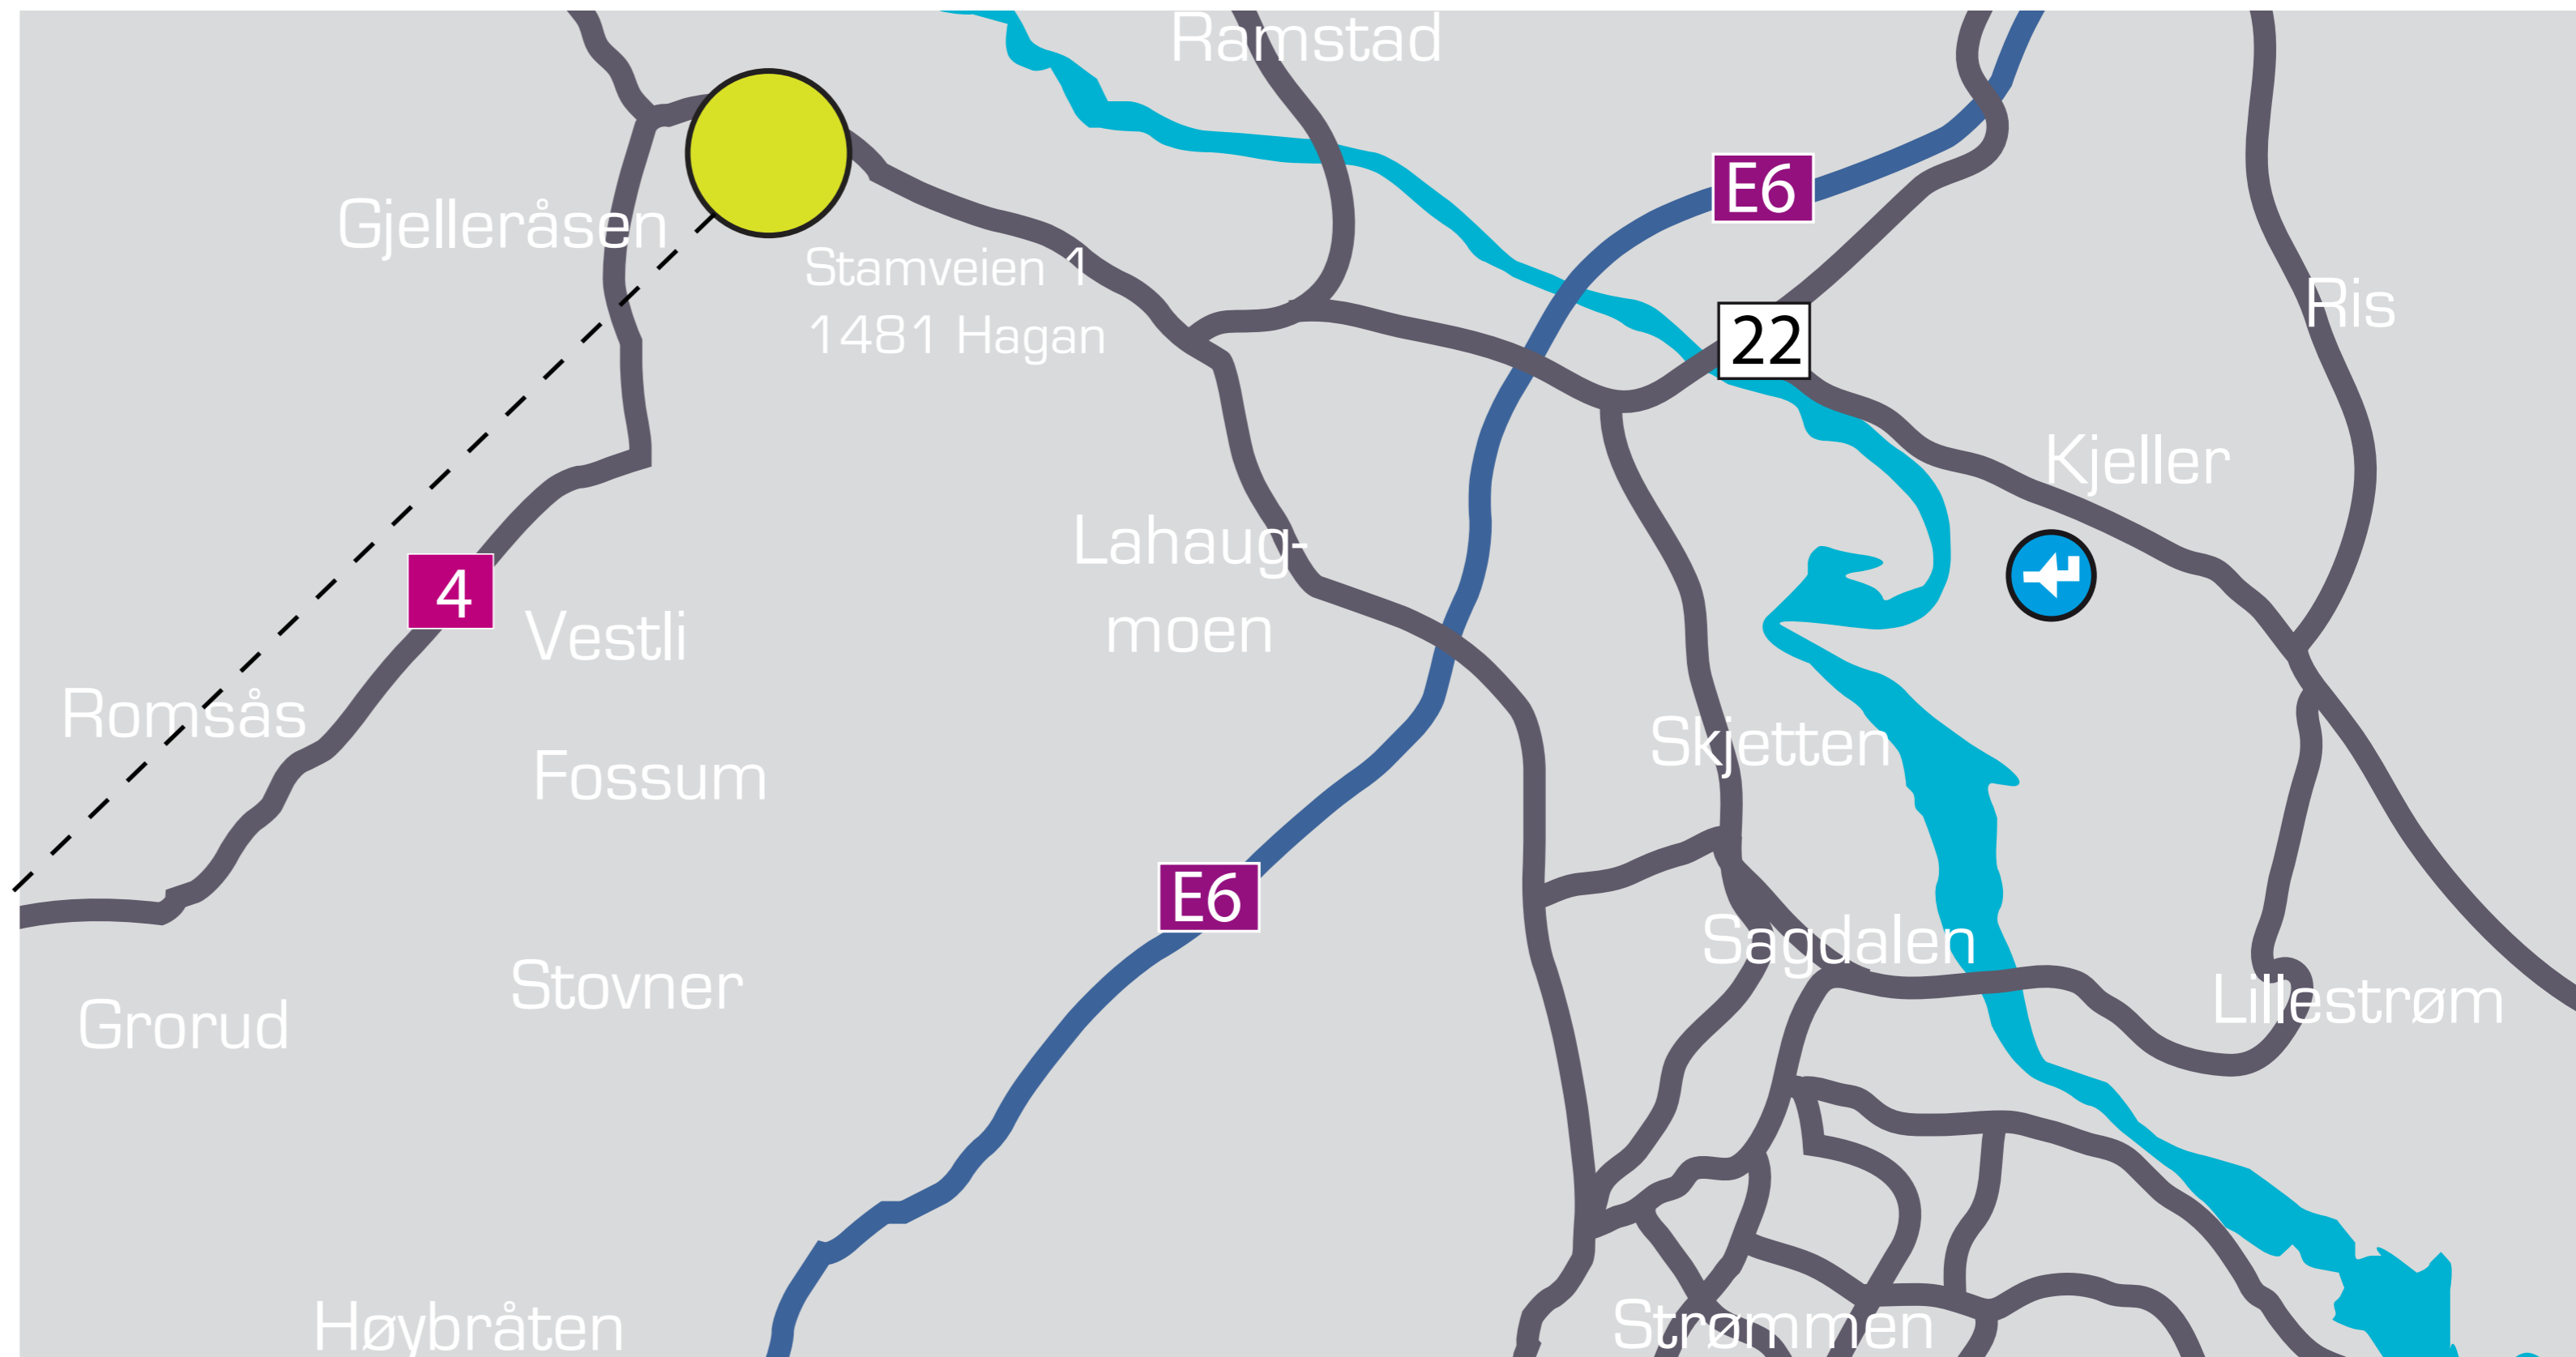 Ramstad
E6
Gjelleråsen
Stamveien 1
1481 Hagan
Ris
22
Kjeller
Lahaug-
moen
4
Vestli
Romsås
Skjetten
Fossum
E6
Sagdalen
Stovner
Lillestrøm
Grorud
Høybråten
Strømmen